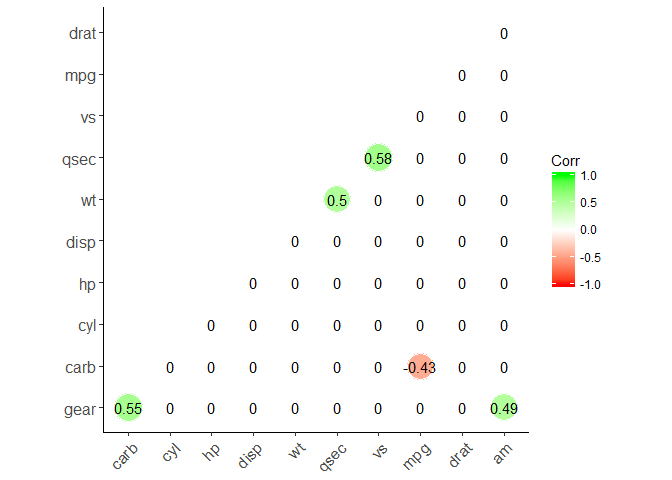 drat 0
mpg 0 0
vs 0 0 0
qsec 0.58 0 0 0
wt 0.5 0 0 0 0
disp 0 0 0 0 0 0
hp 0 0 0 0 0 0 0
cyl 0 0 0 0 0 0 0 0
carb 0 0 0 0 0 0 -0.43 0 0
gear 0.55 0 0 0 0 0 0 0 0 0.49
carb cyl hp disp wt qsec vs mpg drat am
Corr
1.0
0.5
0.0
-0.5
-1.0